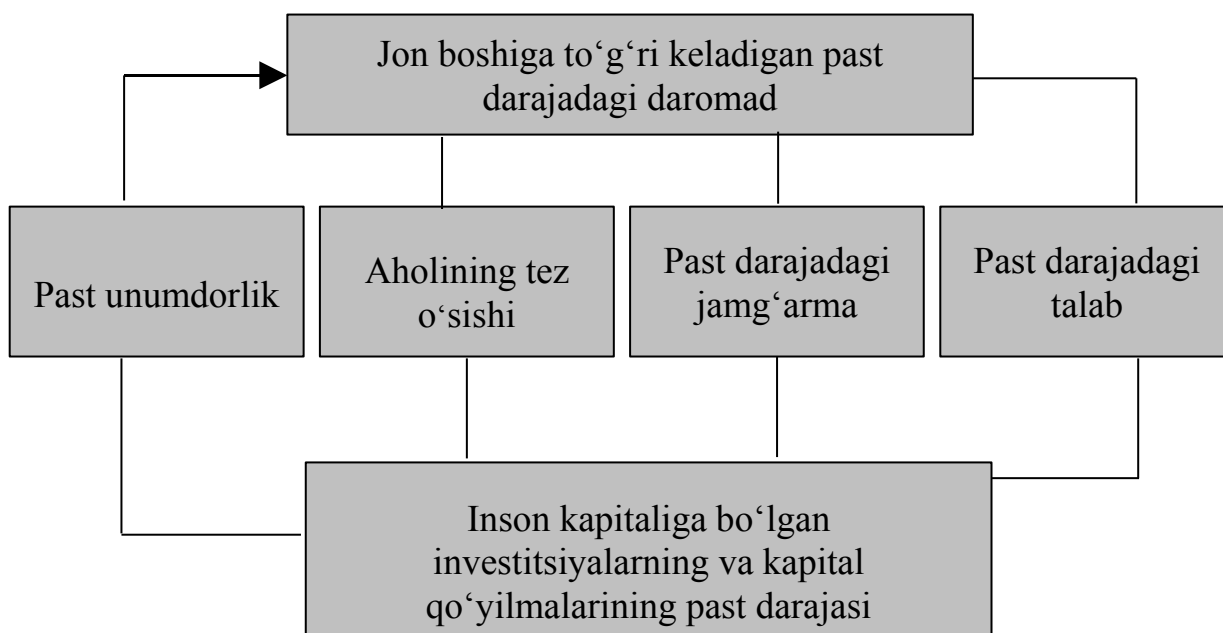 Jon boshiga to‘g‘ri keladigan past
darajadagi daromad
Past unumdorlik
Aholining tez
o‘sishi
Past darajadagi
jamg‘arma
Past darajadagi
talab
Inson kapitaliga bo‘lgan
investitsiyalarning va kapital
qo‘yilmalarining past darajasi